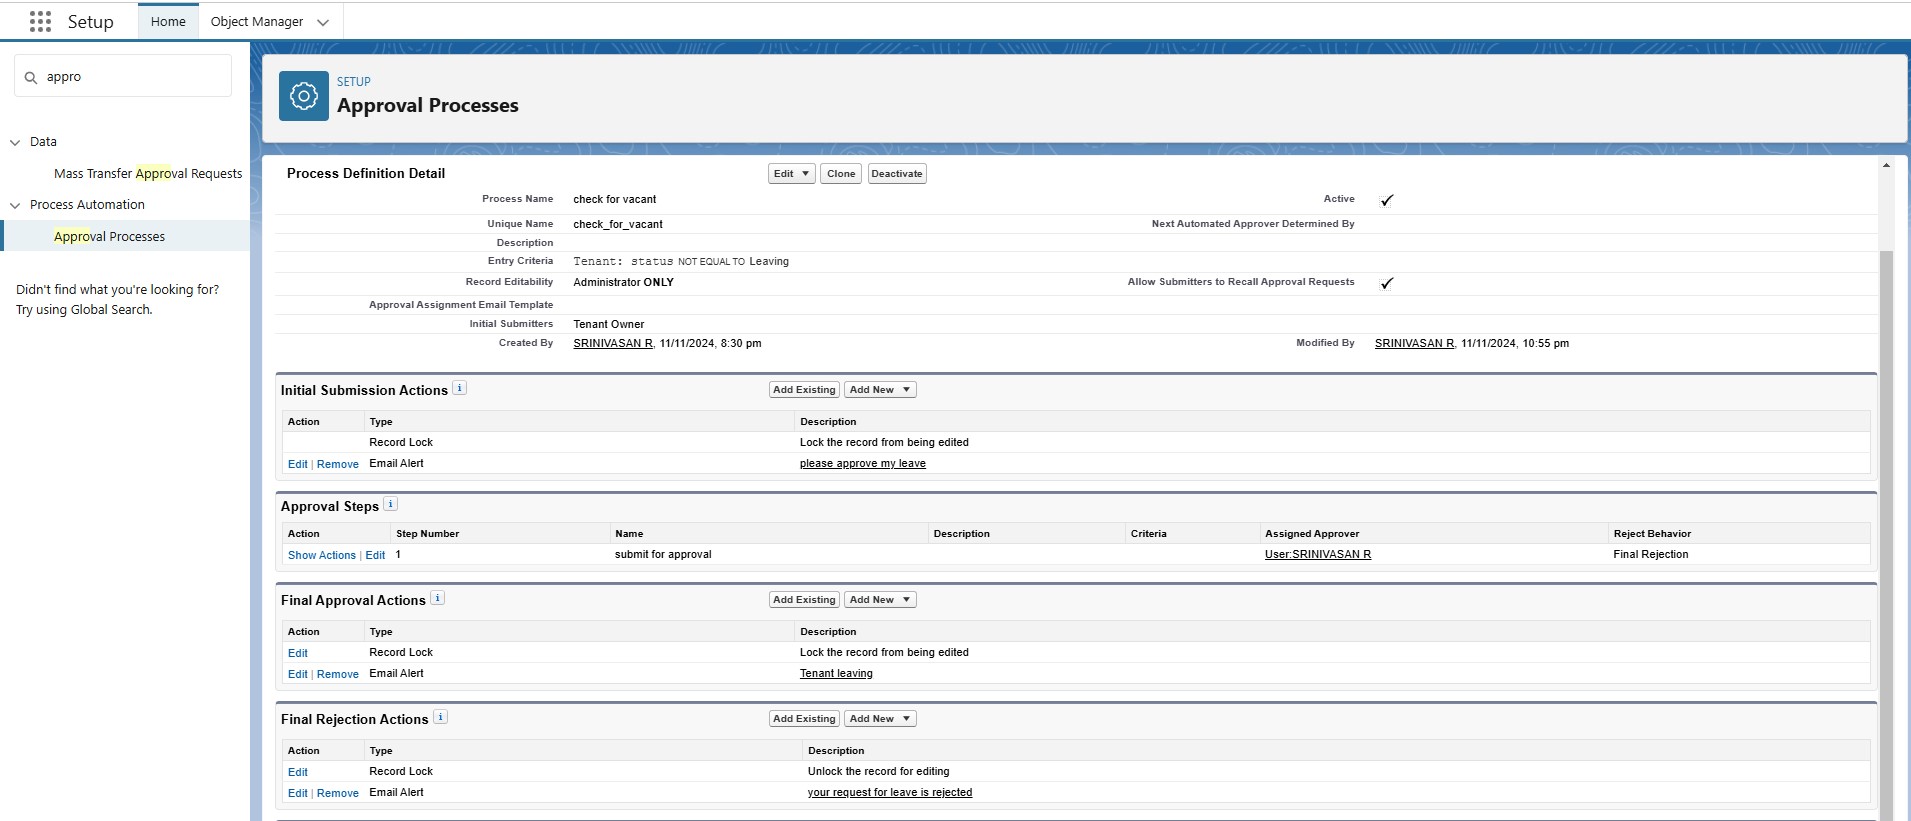 Setup Home Object Manager
appro
Data
Mass Transfer Approval Requests
Process Automation
Approval Processes
Didn't find what you're looking for?
Try using Global Search.
SETUP
Approval Processes
Process Definition Detail Edit Clone Deactivate
Process Name check for vacant Active
Unique Name check_for_vacant Next Automated Approver Determined By
Description
Entry Criteria Tenant: status NOT EQUAL TO Leaving
Record Editability Administrator ONLY Allow Submitters to Recall Approval Requests
Approval Assignment Email Template
Initial Submitters Tenant Owner
Created By SRINIVASAN R, 11/11/2024, 8:30 pm Modified By SRINIVASAN R, 11/11/2024, 10:55 pm
Initial Submission Actions i Add Existing Add New
Action Type Description
Record Lock Lock the record from being edited
Edit | Remove Email Alert please approve my leave
Approval Steps i
Action Step Number Name Description Criteria Assigned Approver Reject Behavior
Show Actions | Edit 1 submit for approval User:SRINIVASAN R Final Rejection
Final Approval Actions i Add Existing Add New
Action Type Description
Edit Record Lock Lock the record from being edited
Edit | Remove Email Alert Tenant leaving
Final Rejection Actions i Add Existing Add New
Action Type Description
Edit Record Lock Unlock the record for editing
Edit | Remove Email Alert your request for leave is rejected